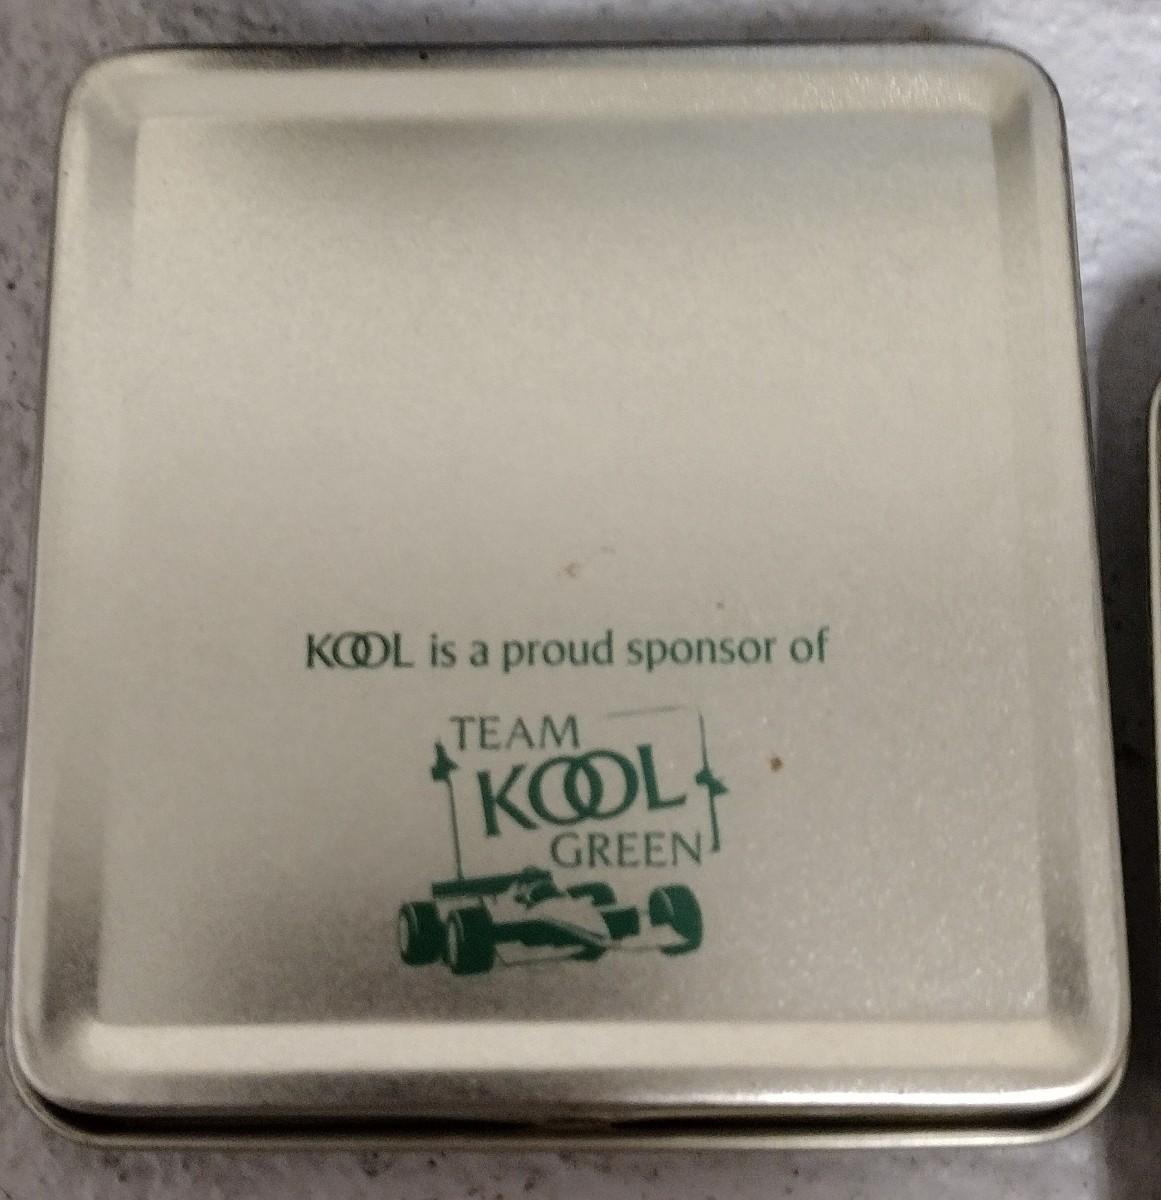 KOOL is a proud sponsor of
TEAM
KOOL
GREEN